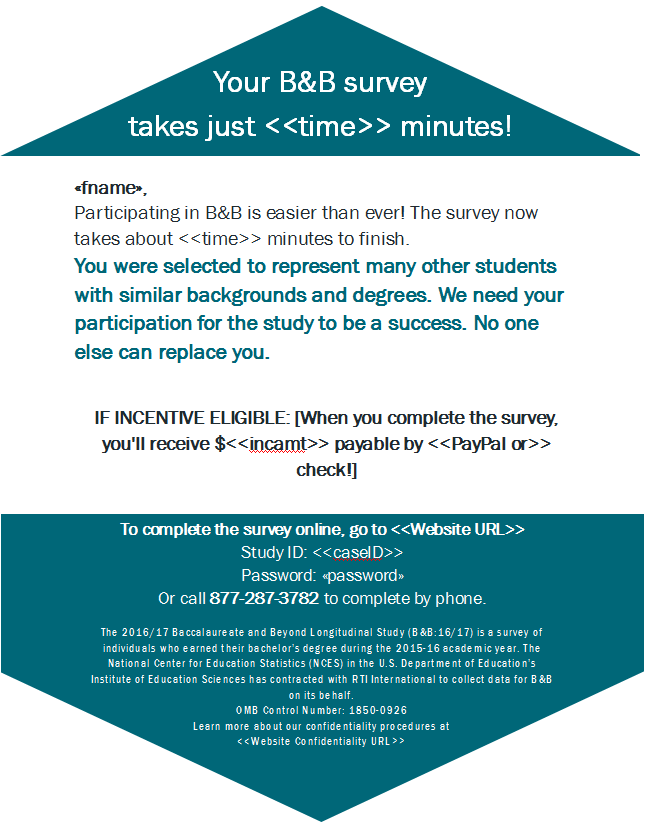 Your B&B survey
takes just <<time>> minutes!
«fname»,
Participating in B&B is easier than ever! The survey now
takes about <<time>> minutes to finish.
You were selected to represent many other students
with similar backgrounds and degrees. We need your
participation for the study to be a success. No one
else can replace you.
IF INCENTIVE ELIGIBLE: [When you complete the survey,
you'll receive $<<incamt>> payable by <<PayPal or>>
check!]
To complete the survey online, go to <<Website URL>>
Study ID: <<caseID>>
Password: «password»
Or call 877-287-3782 to complete by phone.
The 2016/17 Baccalaureate and Beyond Longitudinal Study (B&B:16/17) is a survey of
individuals who earned their bachelor's degree during the 2015-16 academic year. The
National Center for Education Statistics (NCES) in the U.S. Department of Education's
Institute of Education Sciences has contracted with RTI International to collect data for B&B
on its behalf.
OMB Control Number: 1850-0926
Learn more about our confidentiality procedures at
<<Website Confidentiality URL>>